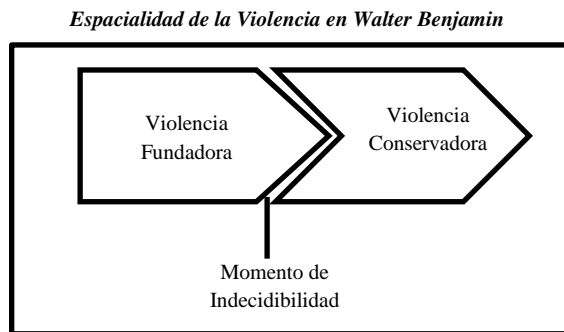 Espacialidad de la Violencia en Walter Benjamin
Violencia
Fundadora
Violencia
Conservadora
Momento de
Indecidibilidad